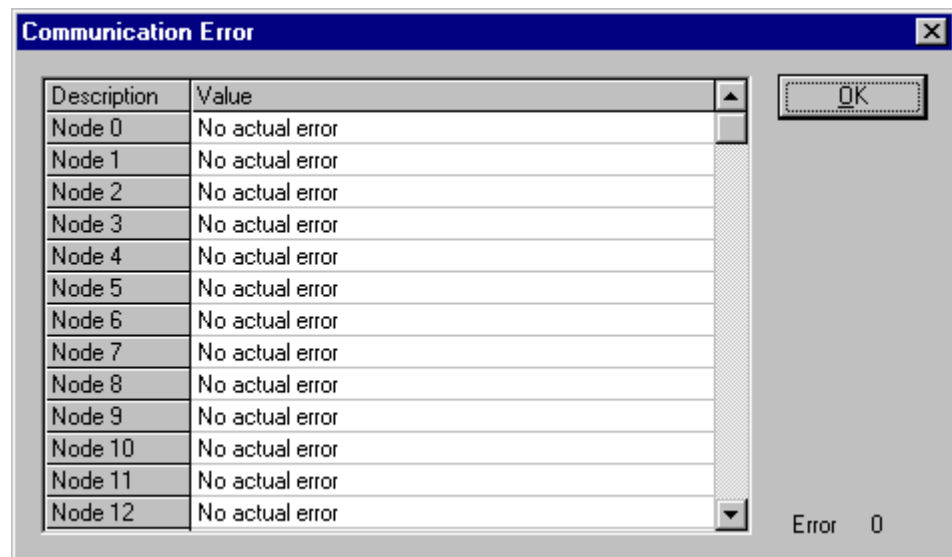 Communication Error
Description Value
OK
Node 0 No actual error
Node 1 No actual error
Node 2 No actual error
Node 3 No actual error
Node 4 No actual error
Node 5 No actual error
Node 6 No actual error
Node 7 No actual error
Node 8 No actual error
Node 9 No actual error
Node 10 No actual error
Node 11 No actual error
Node 12 No actual error
Error 0